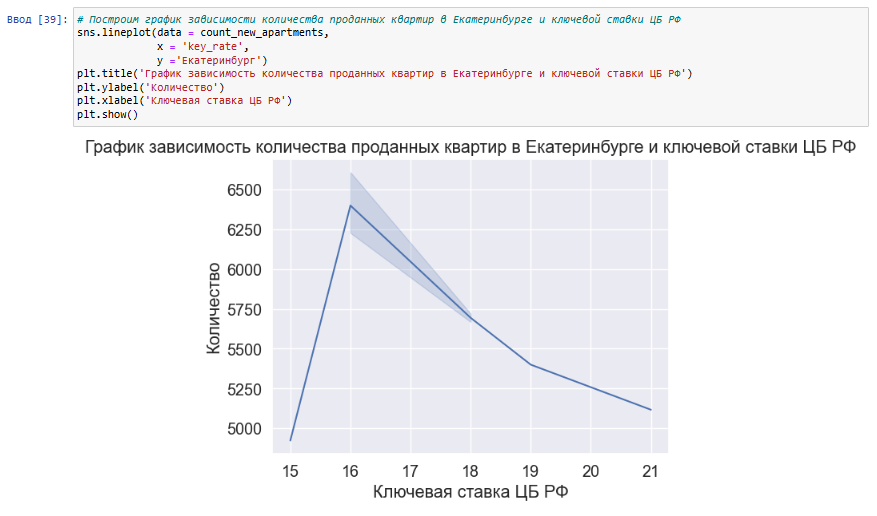 Ввод [39]: # Построим график зависимости количества проданных квартир в Екатеринбурге и ключевой ставки ЦБ РФ
sns.lineplot(data = count_new_apartments,
x = 'key_rate',
y ='Екатеринбург')
plt.title('График зависимость количества проданных квартир в Екатеринбурге и ключевой ставки ЦБ РФ')
plt.ylabel('Количество')
plt.xlabel('Ключевая ставка ЦБ РФ')
plt.show()
График зависимость количества проданных квартир в Екатеринбурге и ключевой ставки ЦБ РФ
6500
6250
6000
5750
5500
5250
5000
Количество
15 16 17 18 19 20 21
Ключевая ставка ЦБ РФ